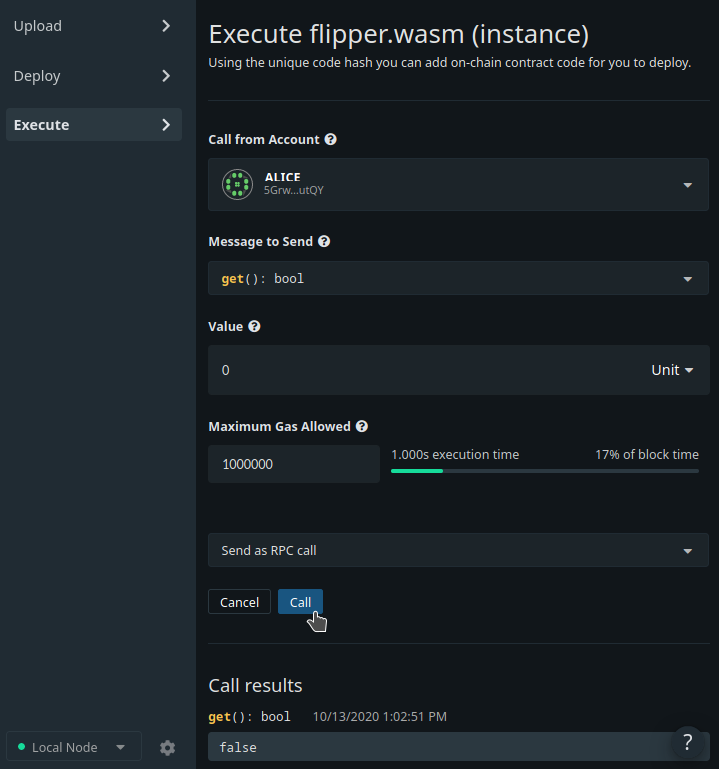 Upload
Deploy
Execute
Execute flipper.wasm (instance)
Using the unique code hash you can add on-chain contract code for you to deploy.
Call from Account ?
ALICE
5Grw...utQY
Message to Send ?
get(): bool
Value ?
0 Unit
Maximum Gas Allowed ?
1000000
1.000s execution time 17% of block time
Send as RPC call
Cancel Call
Call results
get(): bool 10/13/2020 1:02:51 PM
false
Local Node
?